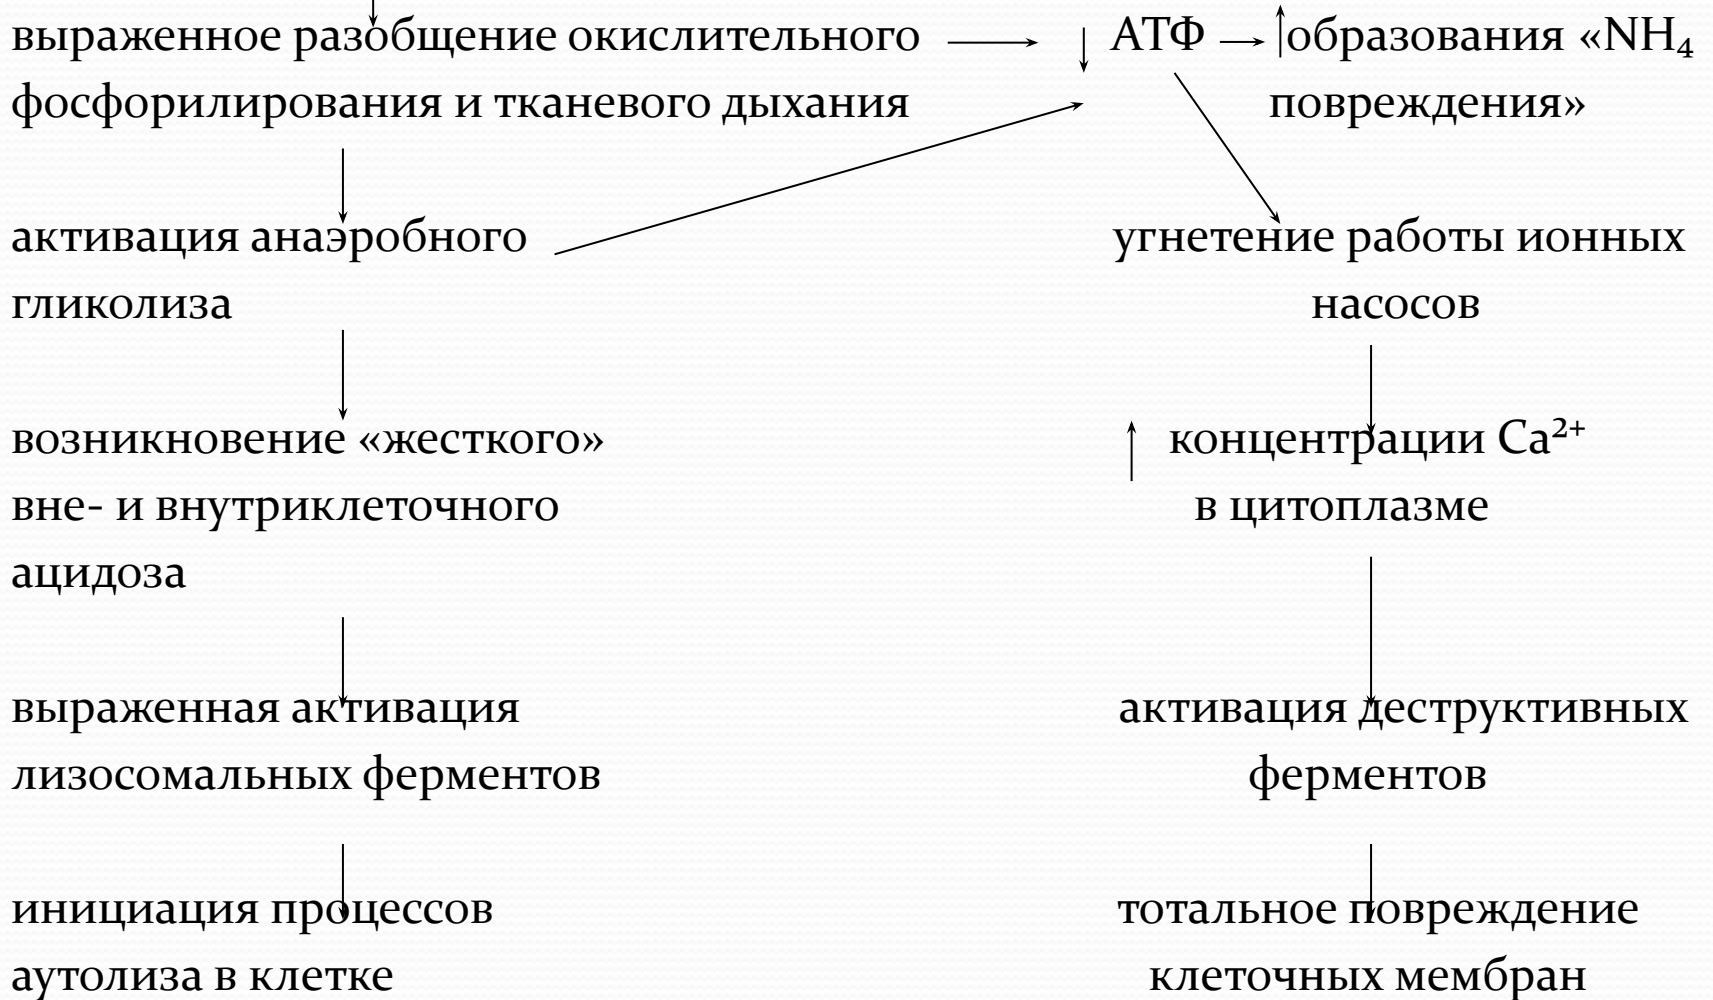 выраженное разобщение окислительного → ↓ АТФ → ↑образования «NH₄
фосфорилирования и тканевого дыхания повреждения»
активация анаэробного угнетение работы ионных
гликолиза насосов
возникновение «жесткого» ↑ концентрации Ca²⁺
вне- и внутриклеточного в цитоплазме
ацидоза
выраженная активация активация деструктивных
лизосомальных ферментов ферментов
инициация процессов тотальное повреждение
аутолиза в клетке клеточных мембран